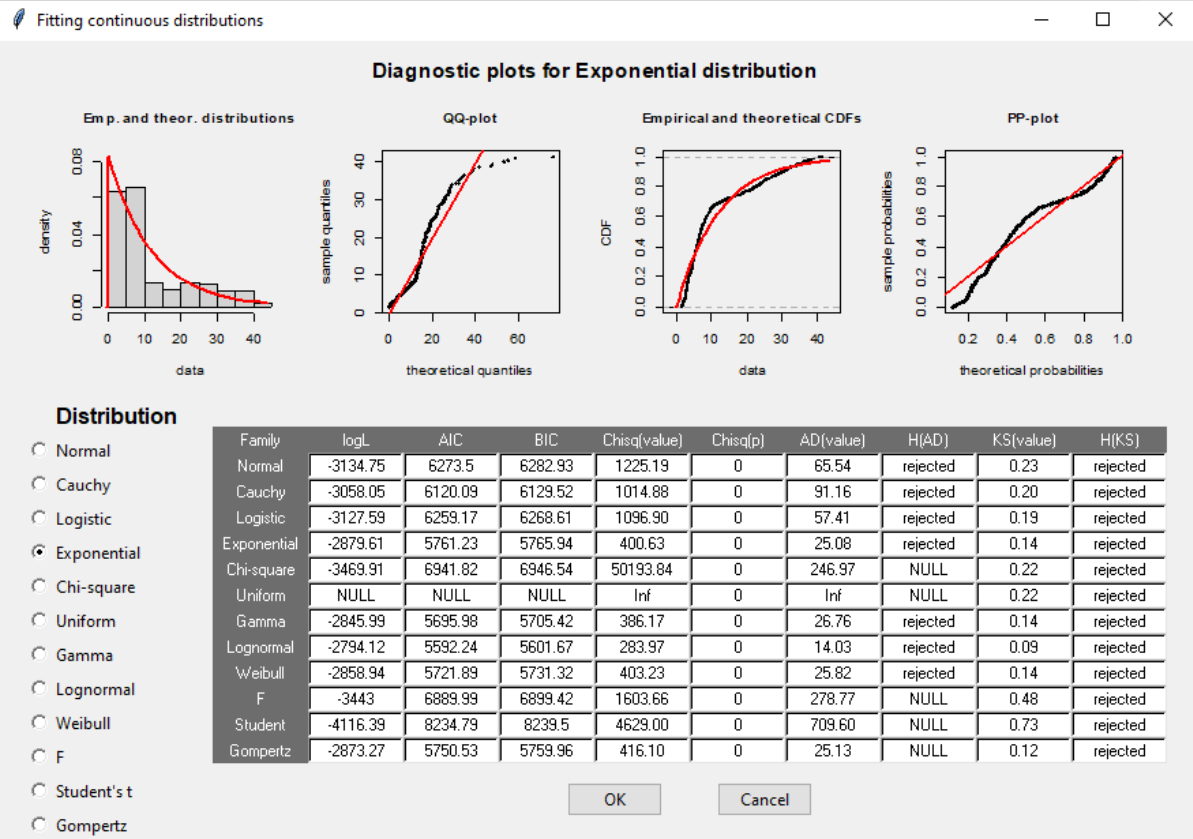 Fitting continuous distributions
Diagnostic plots for Exponential distribution
Emp. and theor. distributions
QQ-plot
Empirical and theoretical CDFs
PP-plot
density
0.00 0.04 0.08
0 10 20 30 40
data
sample quantiles
0 10 20 30 40
0 20 40 60
theoretical quantiles
CDF
0.0 0.2 0.4 0.6 0.8 1.0
0 10 20 30 40
data
sample probabilities
0.0 0.2 0.4 0.6 0.8 1.0
0.2 0.4 0.6 0.8 1.0
theoretical probabilities
Distribution
Normal
Cauchy
Logistic
Exponential
Chi-square
Uniform
Gamma
Lognormal
Weibull
F
Student's t
Gompertz
Family logL AIC BIC Chisq(value) Chisq(p) AD(value) H(AD) KS(value) H(KS)
Normal -3134.75 6273.5 6282.93 1225.19 0 65.54 rejected 0.23 rejected
Cauchy -3058.05 6120.09 6129.52 1014.88 0 91.16 rejected 0.20 rejected
Logistic -3127.59 6259.17 6268.61 1096.90 0 57.41 rejected 0.19 rejected
Exponential -2879.61 5761.23 5765.94 400.63 0 25.08 rejected 0.14 rejected
Chi-square -3469.91 6941.82 6946.54 50193.84 0 246.97 NULL 0.22 rejected
Uniform NULL NULL NULL Inf 0 Inf NULL 0.22 rejected
Gamma -2845.99 5695.98 5705.42 386.17 0 26.76 rejected 0.14 rejected
Lognormal -2794.12 5592.24 5601.67 283.97 0 14.03 rejected 0.09 rejected
Weibull -2858.94 5721.89 5731.32 403.23 0 25.82 rejected 0.14 rejected
F -3443 6889.99 6899.42 1603.66 0 278.77 NULL 0.48 rejected
Student -4116.39 8234.79 8239.5 4629.00 0 709.60 NULL 0.73 rejected
Gompertz -2873.27 5750.53 5759.96 416.10 0 25.13 NULL 0.12 rejected
OK Cancel